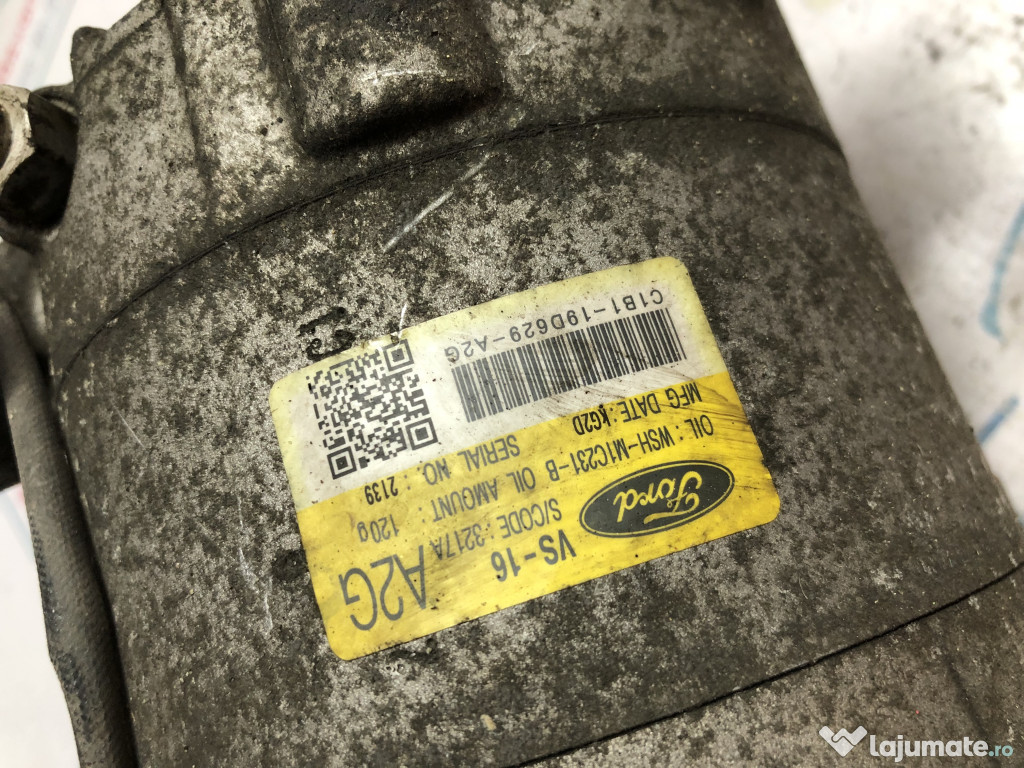 Ford
VS-16
A2G
S/CODE : 3217A
OIL : WSH-M1C231-B OIL AMOUNT : 120g
MFG DATE : KG2D SERIAL NO : 2139
C1B1-19D629-A2G
lajumate.ro